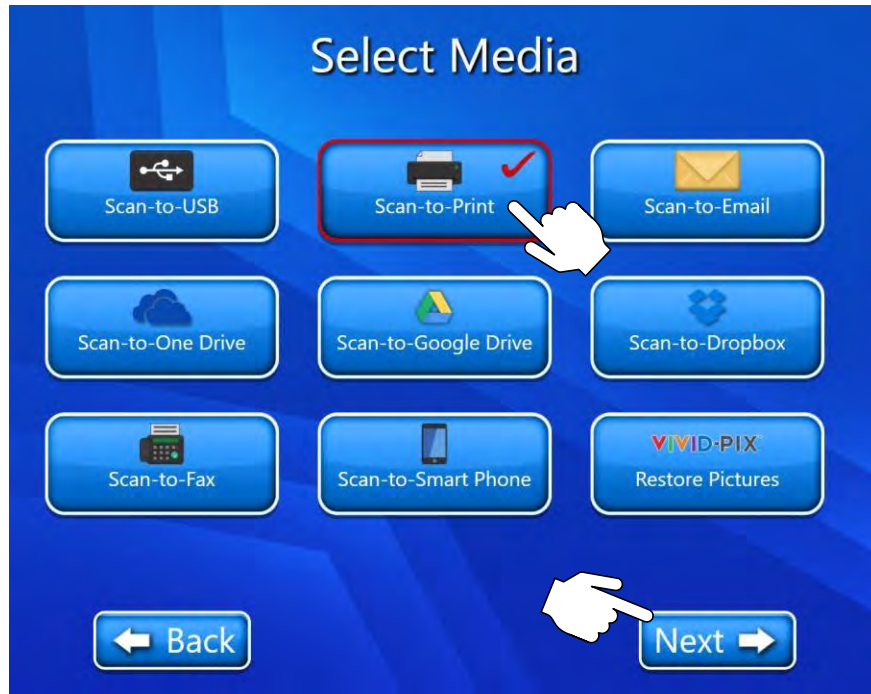 Select Media
Scan-to-USB
Scan-to-Print
Scan-to-Email
Scan-to-One Drive
Scan-to-Google Drive
Scan-to-Dropbox
VIVID-PIX
Scan-to-Fax
Scan-to-Smart Phone
Restore Pictures
Back
Next